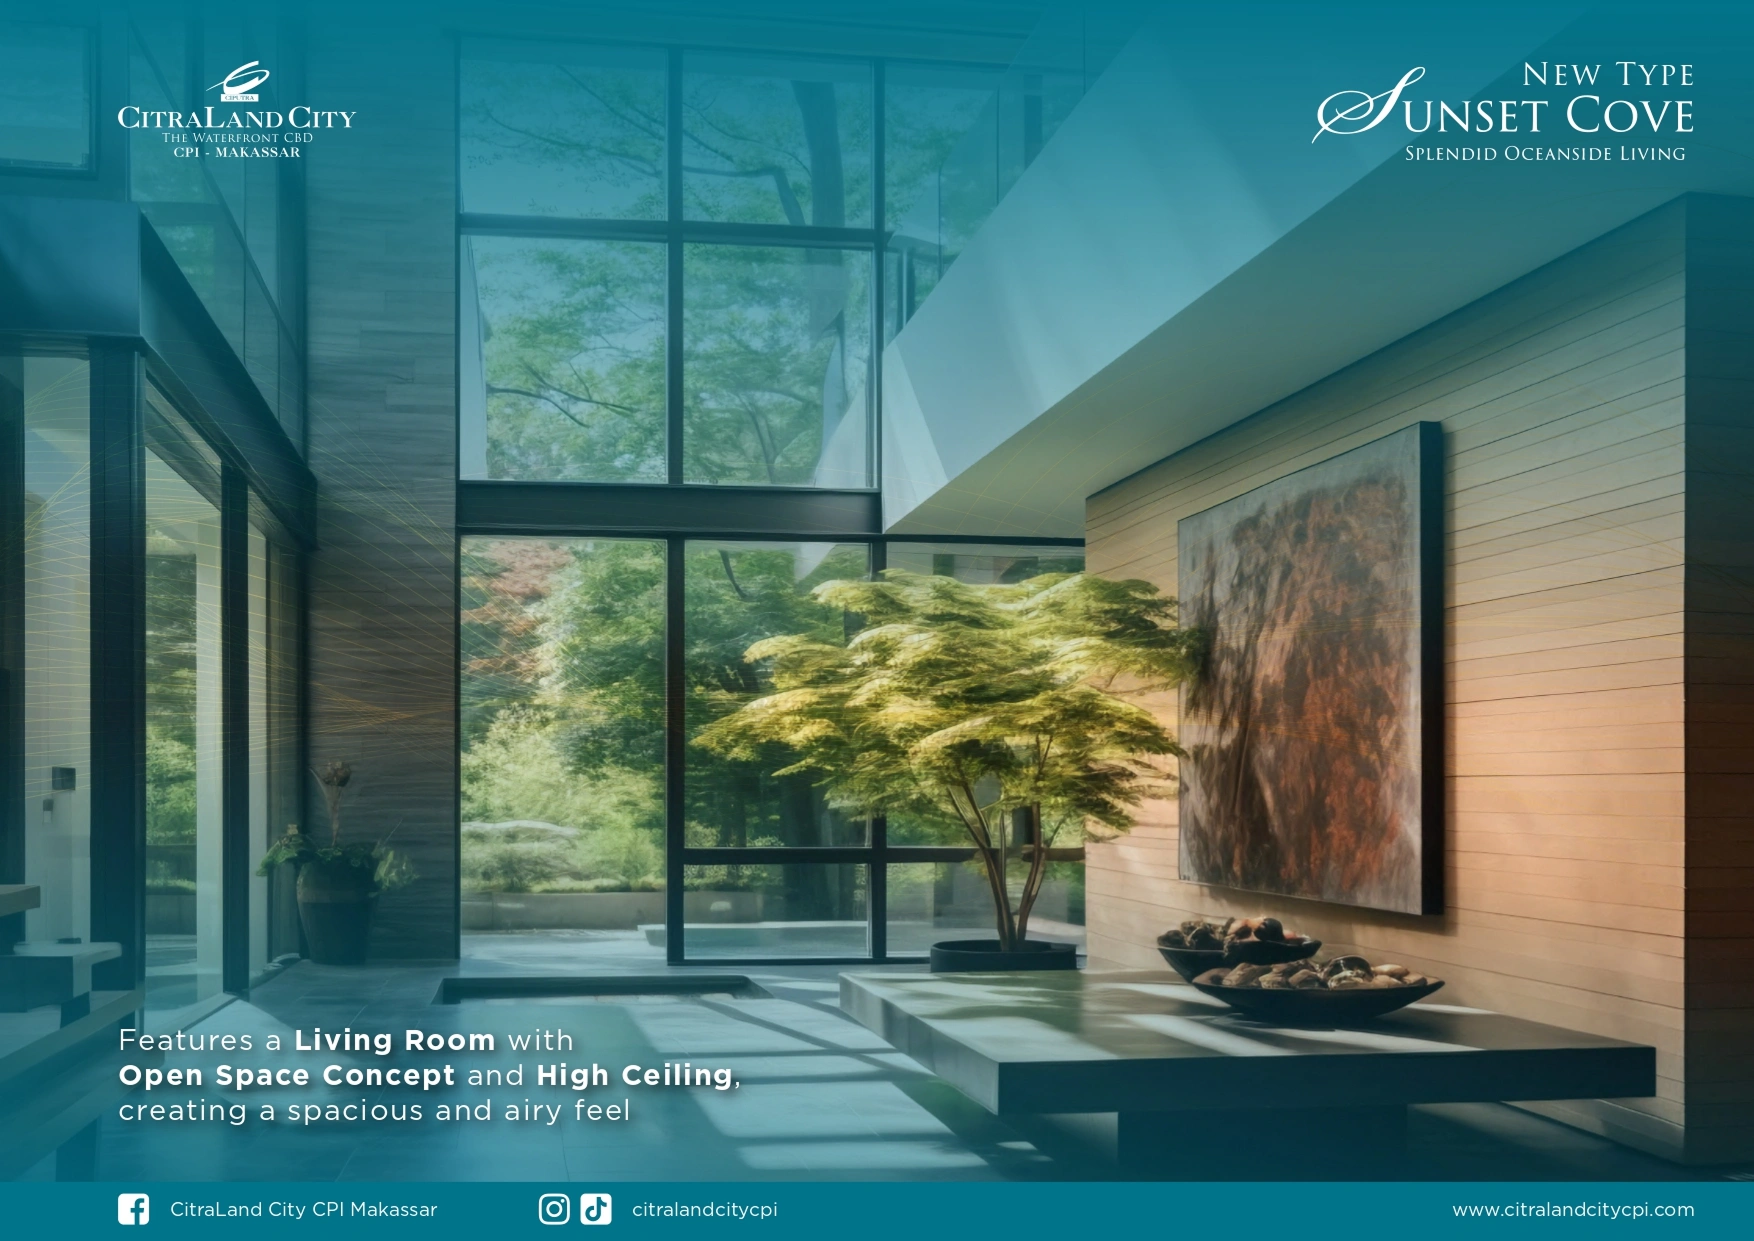 CIPUTRA
CITRALAND CITY
THE WATERFRONT CBD
CPI - MAKASSAR
NEW TYPE
SUNSET COVE
SPLENDID OCEANSIDE LIVING
Features a Living Room with
Open Space Concept and High Ceiling,
creating a spacious and airy feel
CitraLand City CPI Makassar
citralandcitycpi
www.citralandcitycpi.com